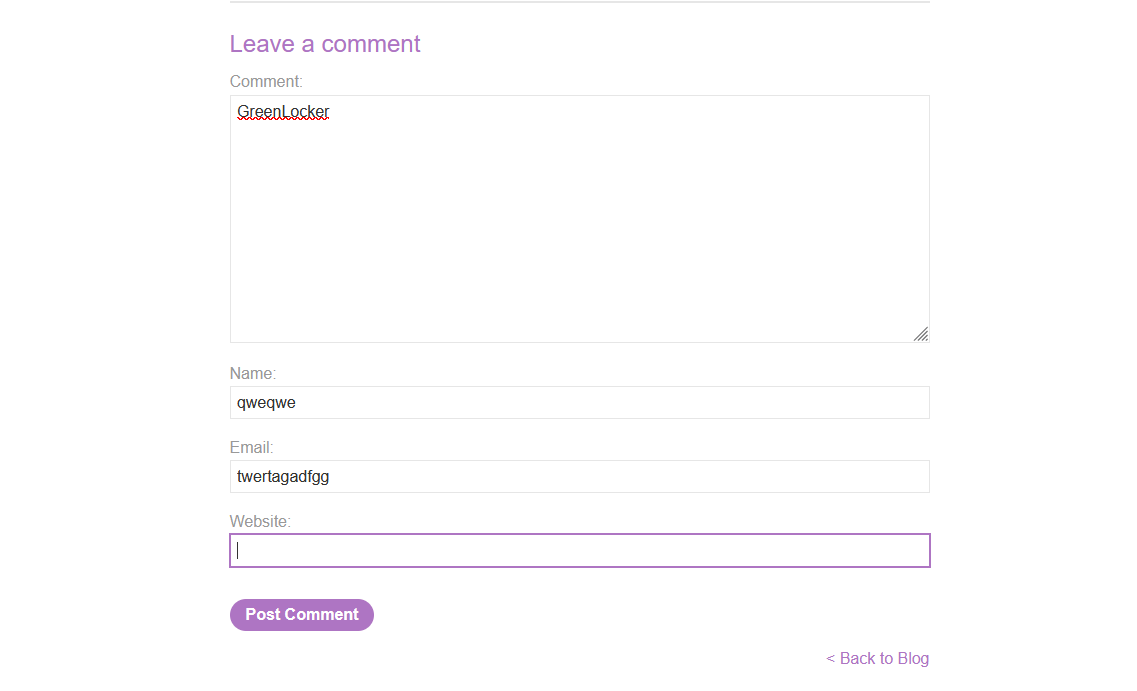 Leave a comment
Comment:
GreenLocker
Name:
qweqwe
Email:
twertagadfgg
Website:
Post Comment
< Back to Blog